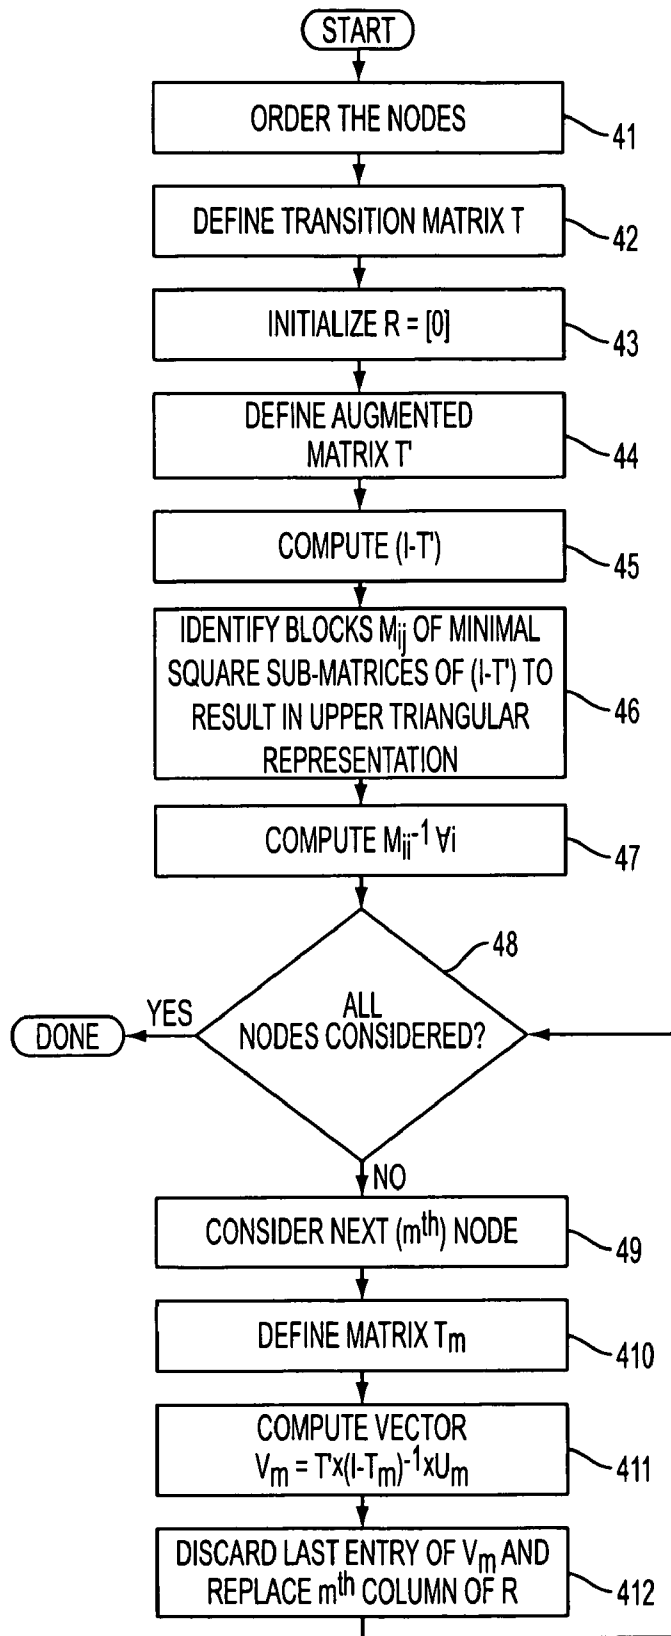 START
ORDER THE NODES
41
DEFINE TRANSITION MATRIX T
42
INITIALIZE R = [0]
43
DEFINE AUGMENTED
MATRIX T'
44
COMPUTE (I-T')
45
IDENTIFY BLOCKS Mij OF MINIMAL
SQUARE SUB-MATRICES OF (I-T') TO
RESULT IN UPPER TRIANGULAR
REPRESENTATION
46
COMPUTE Mii-1 ∀i
47
48
ALL
NODES CONSIDERED?
YES
DONE
NO
CONSIDER NEXT (mth) NODE
49
DEFINE MATRIX Tm
410
COMPUTE VECTOR
Vm = T'x(I-Tm)-1xUm
411
DISCARD LAST ENTRY OF Vm AND
REPLACE mth COLUMN OF R
412